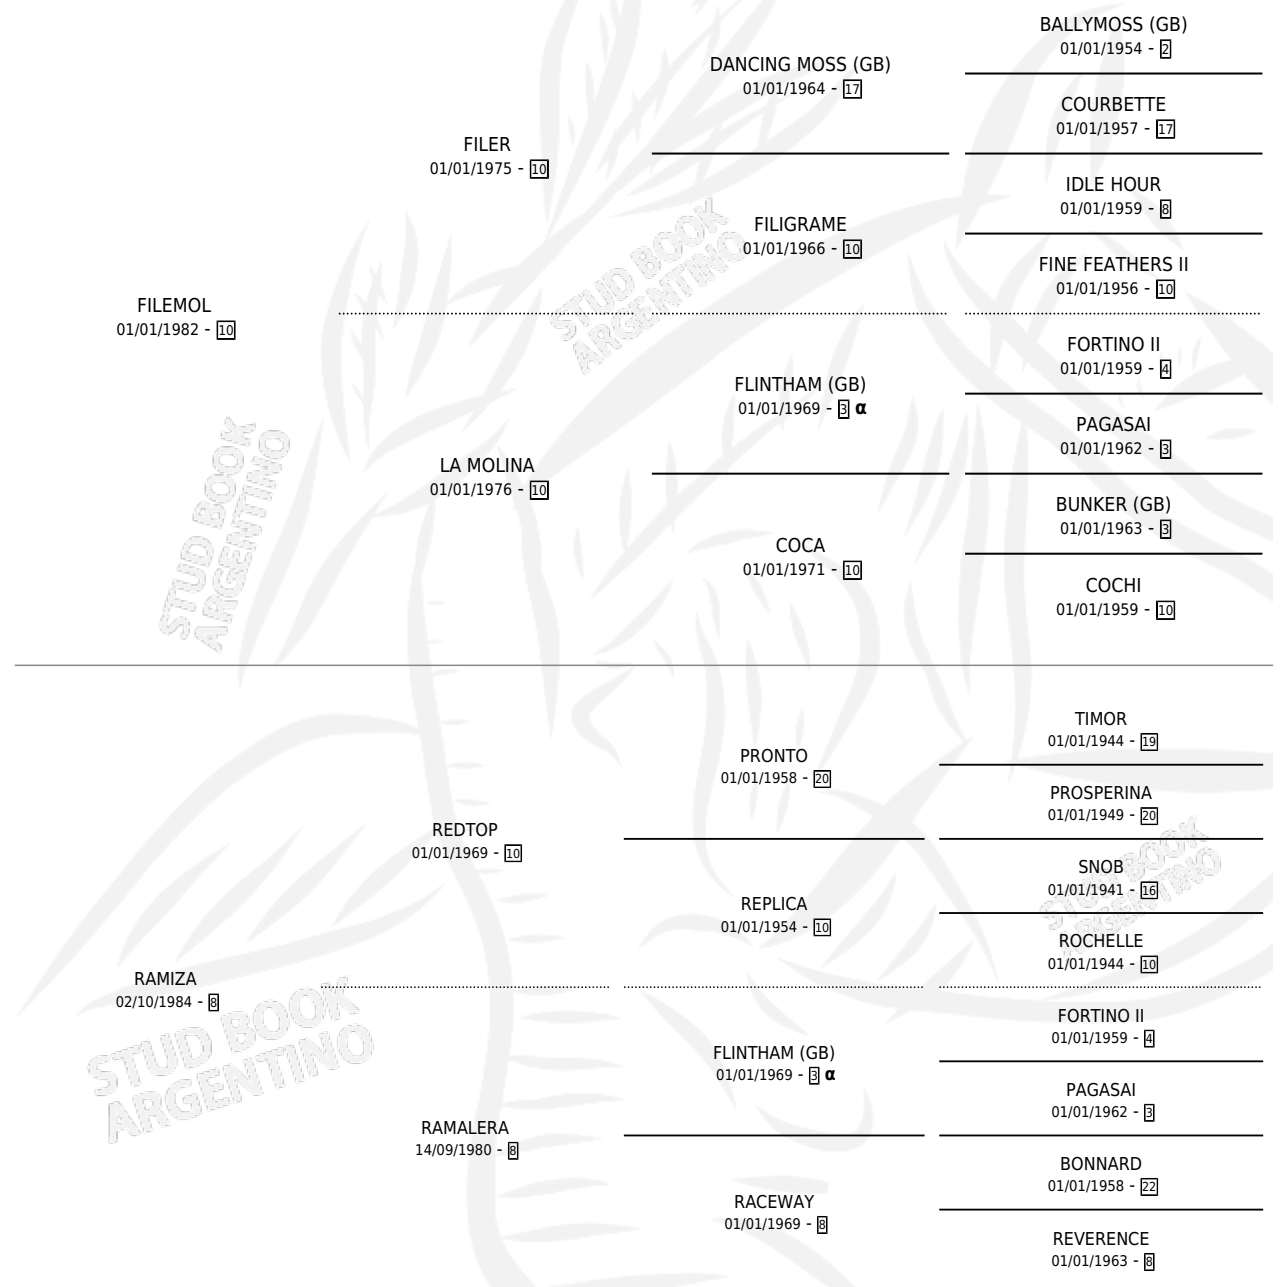 BALLYMOSS (GB)
01/01/1954 - 2
DANCING MOSS (GB)
01/01/1964 - 17
COURBETTE
01/01/1957 - 17
FILER
01/01/1975 - 10
IDLE HOUR
01/01/1959 - 8
FILIGRAME
01/01/1966 - 10
FINE FEATHERS II
01/01/1956 - 10
FILEMOL
01/01/1982 - 10
FORTINO II
01/01/1959 - 4
FLINTHAM (GB)
01/01/1969 - 3 α
PAGASAI
01/01/1962 - 3
LA MOLINA
01/01/1976 - 10
BUNKER (GB)
01/01/1963 - 3
COCA
01/01/1971 - 10
COCHI
01/01/1959 - 10
STUD BOOK
ARGENTINO
STUD BOOK
ARGENTINO
TIMOR
01/01/1944 - 19
PRONTO
01/01/1958 - 20
PROSPERINA
01/01/1949 - 20
REDTOP
01/01/1969 - 10
SNOB
01/01/1941 - 16
REPLICA
01/01/1954 - 10
ROCHELLE
01/01/1944 - 10
RAMIZA
02/10/1984 - 8
FORTINO II
01/01/1959 - 4
FLINTHAM (GB)
01/01/1969 - 3 α
PAGASAI
01/01/1962 - 3
RAMALERA
14/09/1980 - 8
BONNARD
01/01/1958 - 22
RACEWAY
01/01/1969 - 8
REVERENCE
01/01/1963 - 8
STUD BOOK
ARGENTINO
STUD BOOK
ARGENTINO